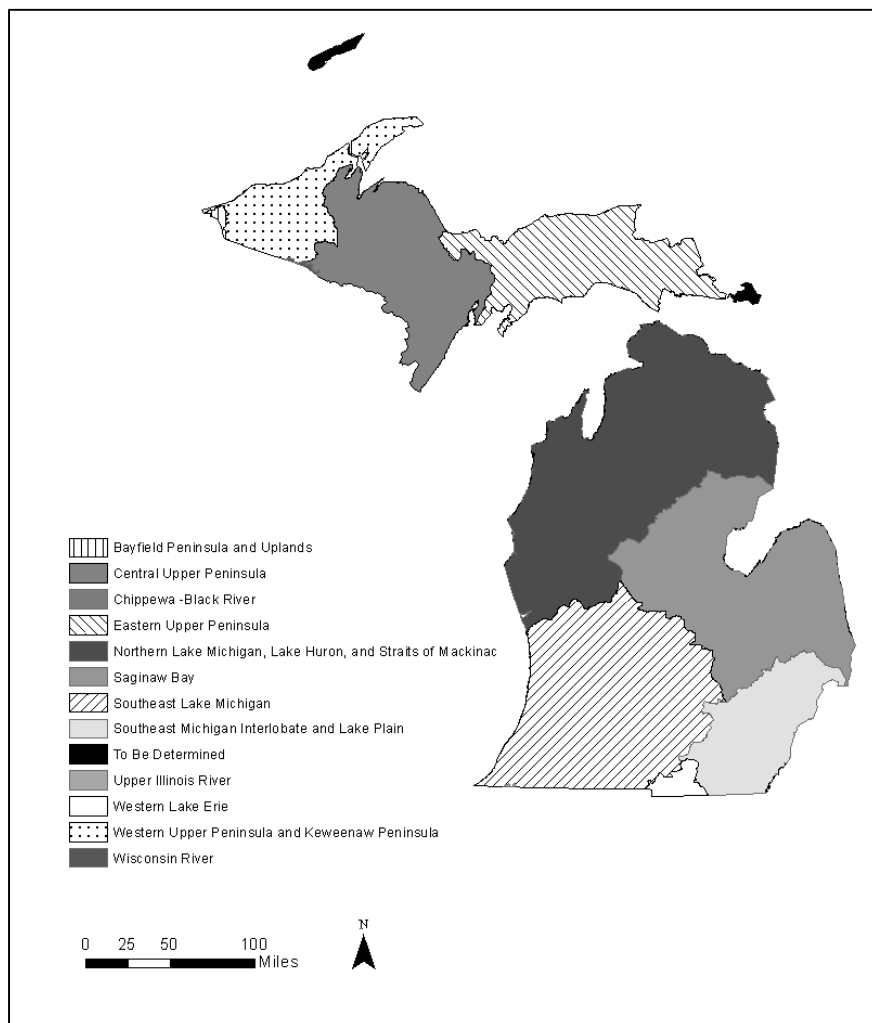 Bayfield Peninsula and Uplands
Central Upper Peninsula
Chippewa -Black River
Eastern Upper Peninsula
Northern Lake Michigan, Lake Huron, and Straits of Mackinac
Saginaw Bay
Southeast Lake Michigan
Southeast Michigan Interlobate and Lake Plain
To Be Determined
Upper Illinois River
Western Lake Erie
Western Upper Peninsula and Keweenaw Peninsula
Wisconsin River
N
0 25 50 100
Miles